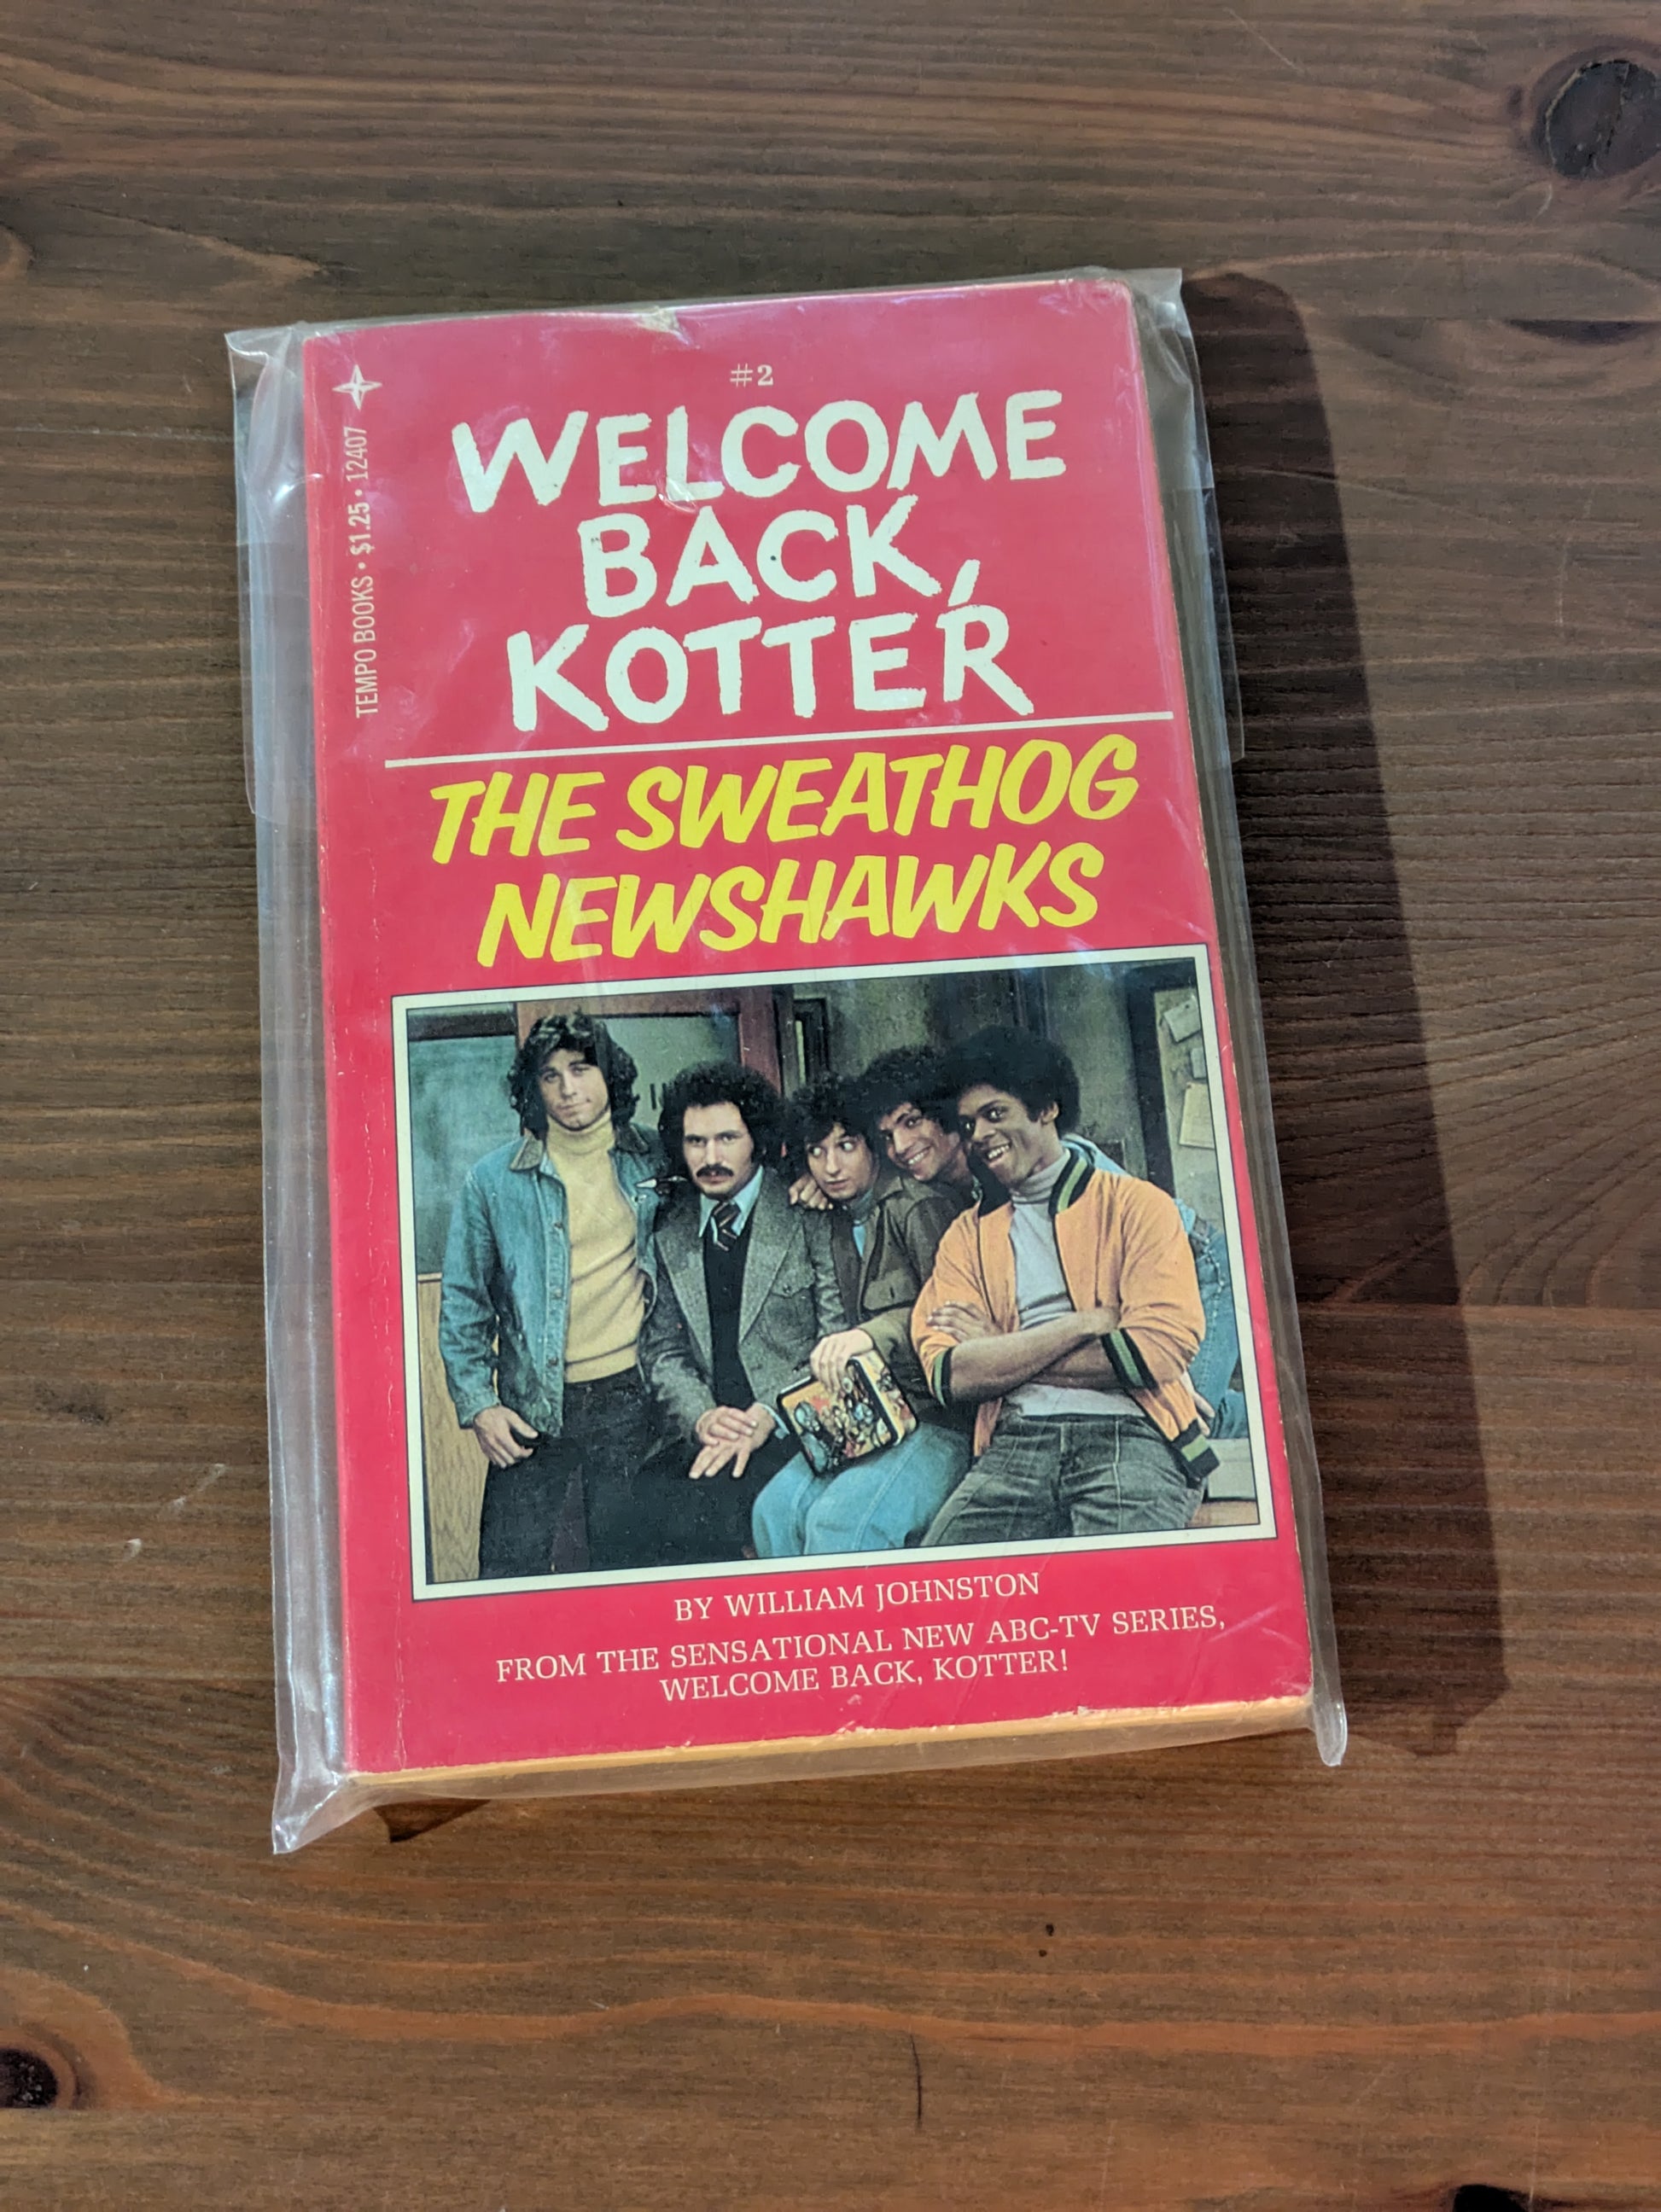 #2
WELCOME
BACK,
KOTTER
THE SWEATHOG
NEWSHAWKS
TEMPO BOOKS • $1.25 • 12407
BY WILLIAM JOHNSTON
FROM THE SENSATIONAL NEW ABC-TV SERIES,
WELCOME BACK, KOTTER!